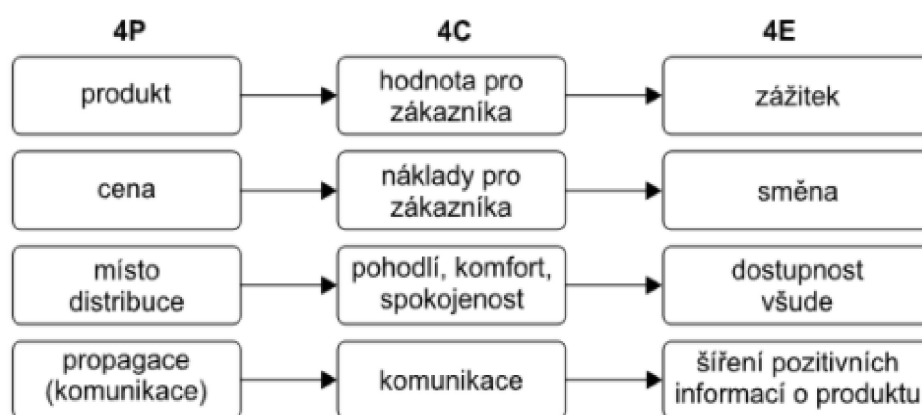 4P 4C 4E
produkt
hodnota pro
zákazníka
zážitek
cena
náklady pro
zákazníka
směna
místo
distribuce
pohodlí, komfort,
spokojenost
dostupnost
všude
propagace
(komunikace)
komunikace
šíření pozitivních
informací o produktu